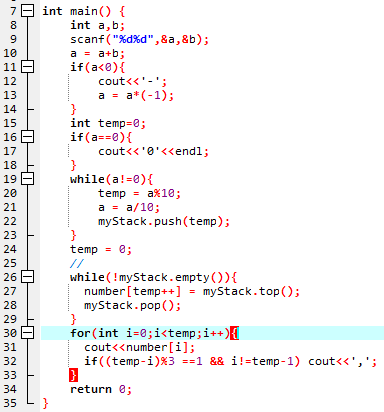 7 int main() {
8 int a,b;
9 scanf("%d%d",&a,&b);
10 a = a+b;
11 if(a<0){
12 cout<<'-';
13 a = a*(-1);
14 }
15 int temp=0;
16 if(a==0){
17 cout<<'0'<<endl;
18 }
19 while(a!=0){
20 temp = a%10;
21 a = a/10;
22 myStack.push(temp);
23 }
24 temp = 0;
25 //
26 while(!myStack.empty()){
27 number[temp++] = myStack.top();
28 myStack.pop();
29 }
30 for(int i=0;i<temp;i++){
31 cout<<number[i];
32 if((temp-i)%3 ==1 && i!=temp-1) cout<<',';
33 }
34 return 0;
35 }